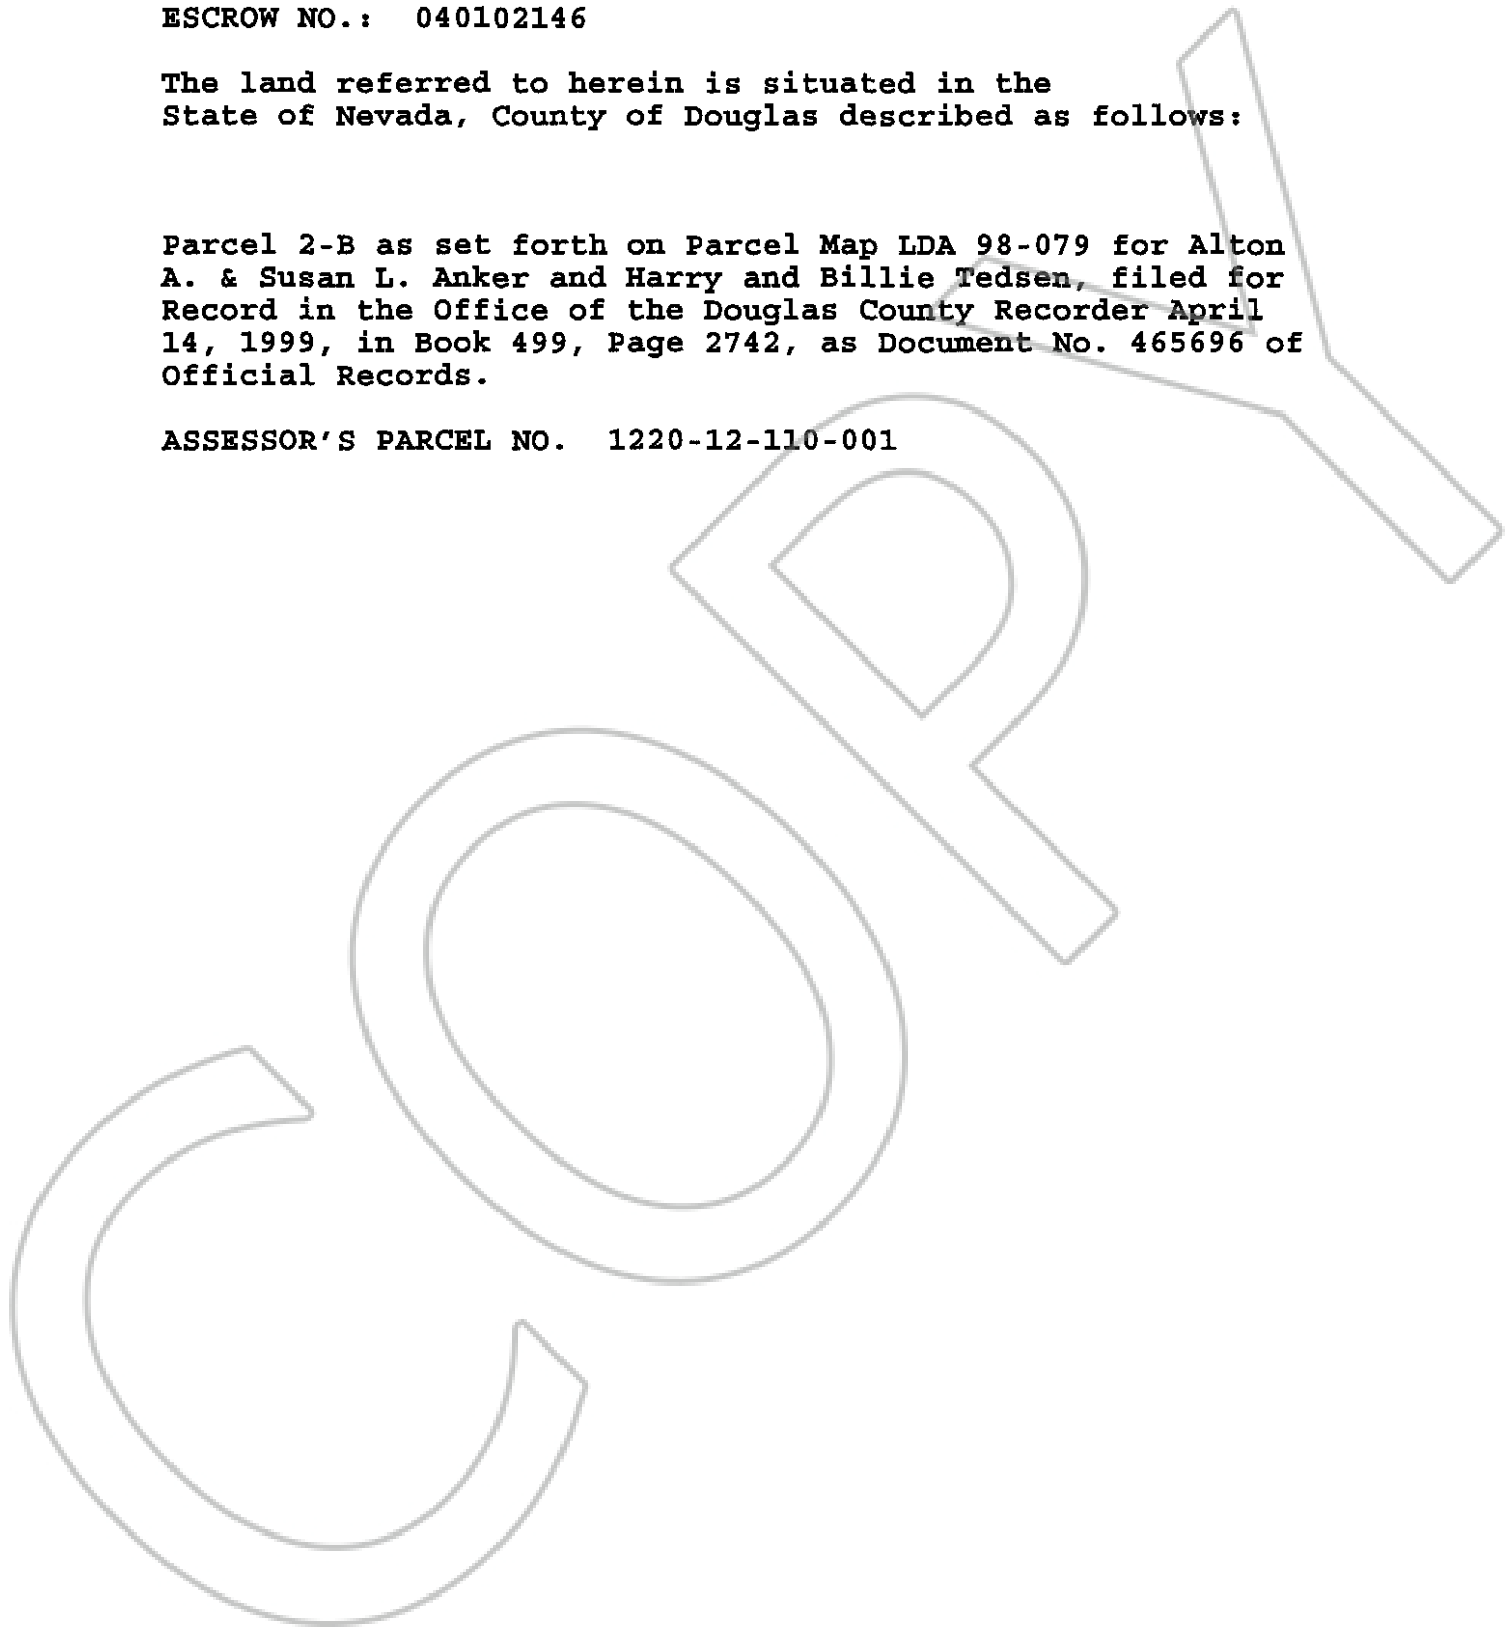 ESCROW NO.: 040102146
The land referred to herein is situated in the
State of Nevada, County of Douglas described as follows:
Parcel 2-B as set forth on Parcel Map LDA 98-079 for Alton
A. & Susan L. Anker and Harry and Billie Tedsen, filed for
Record in the Office of the Douglas County Recorder April
14, 1999, in Book 499, Page 2742, as Document No. 465696 of
Official Records.
ASSESSOR'S PARCEL NO. 1220-12-110-001
COPY